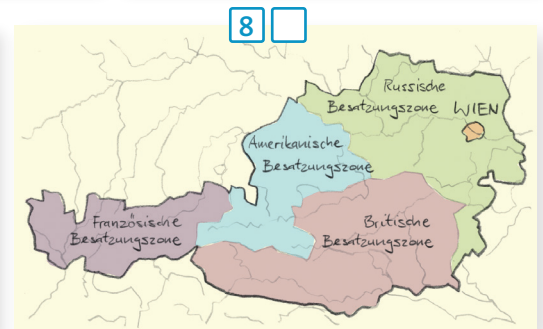 8
Russische
Besatzungszone
WIEN
Amerikanische
Besatzungszone
Französische
Besatzungszone
Britische
Besatzungszone